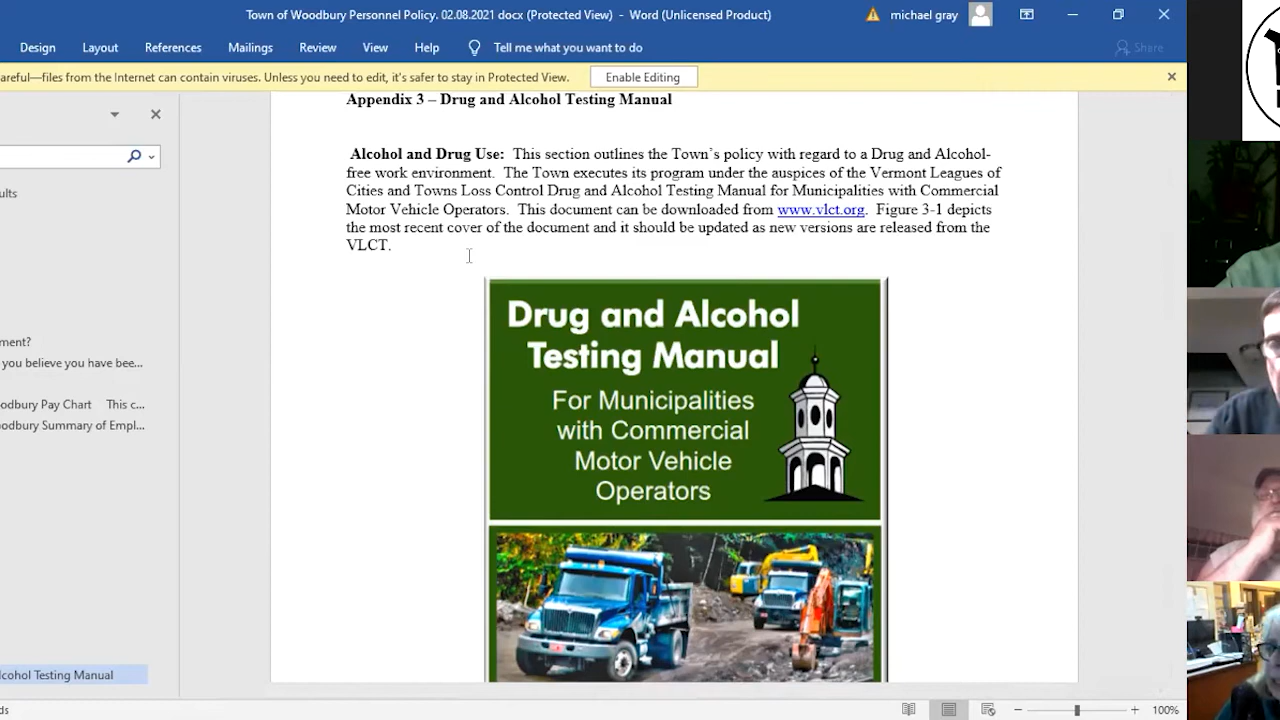 Town of Woodbury Personnel Policy. 02.08.2021 docx (Protected View) - Word (Unlicensed Product)
michael gray
Design Layout References Mailings Review View Help Tell me what you want to do
Share
areful—files from the Internet can contain viruses. Unless you need to edit, it's safer to stay in Protected View. Enable Editing
Appendix 3 – Drug and Alcohol Testing Manual
Alcohol and Drug Use: This section outlines the Town's policy with regard to a Drug and Alcohol-
free work environment. The Town executes its program under the auspices of the Vermont Leagues of
Cities and Towns Loss Control Drug and Alcohol Testing Manual for Municipalities with Commercial
Motor Vehicle Operators. This document can be downloaded from www.vlct.org. Figure 3-1 depicts
the most recent cover of the document and it should be updated as new versions are released from the
VLCT.
Drug and Alcohol
Testing Manual
For Municipalities
with Commercial
Motor Vehicle
Operators
ults
ment?
you believe you have bee...
odbury Pay Chart This c...
oodbury Summary of Empl...
lcohol Testing Manual
ds
100%